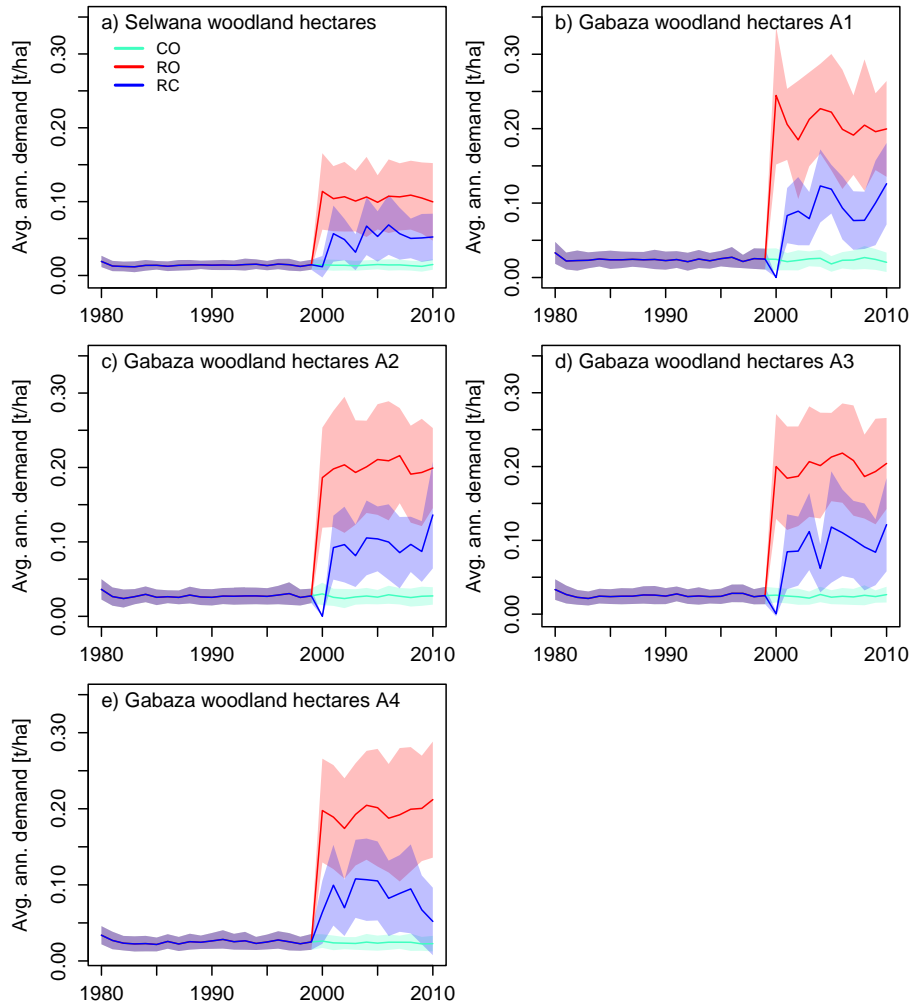 a) Selwana woodland hectares
CO
RO
RC
Avg. ann. demand [t/ha]
0.00 0.10 0.20 0.30
1980 1990 2000 2010
b) Gabaza woodland hectares A1
Avg. ann. demand [t/ha]
0.00 0.10 0.20 0.30
1980 1990 2000 2010
c) Gabaza woodland hectares A2
Avg. ann. demand [t/ha]
0.00 0.10 0.20 0.30
1980 1990 2000 2010
d) Gabaza woodland hectares A3
Avg. ann. demand [t/ha]
0.00 0.10 0.20 0.30
1980 1990 2000 2010
e) Gabaza woodland hectares A4
Avg. ann. demand [t/ha]
0.00 0.10 0.20 0.30
1980 1990 2000 2010